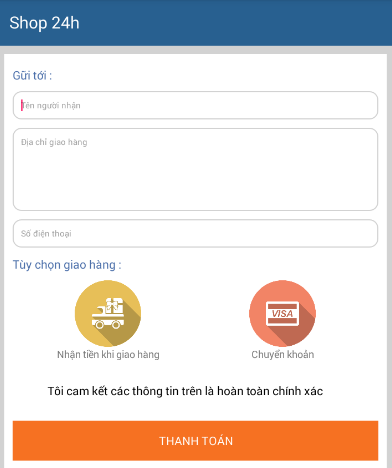 Shop 24h
Gữi tới :
Tên người nhận
Địa chỉ giao hàng
Số điện thoại
Tùy chọn giao hàng :
VISA
Nhận tiền khi giao hàng
Chuyển khoản
Tôi cam kết các thông tin trên là hoàn toàn chính xác
THANH TOÁN